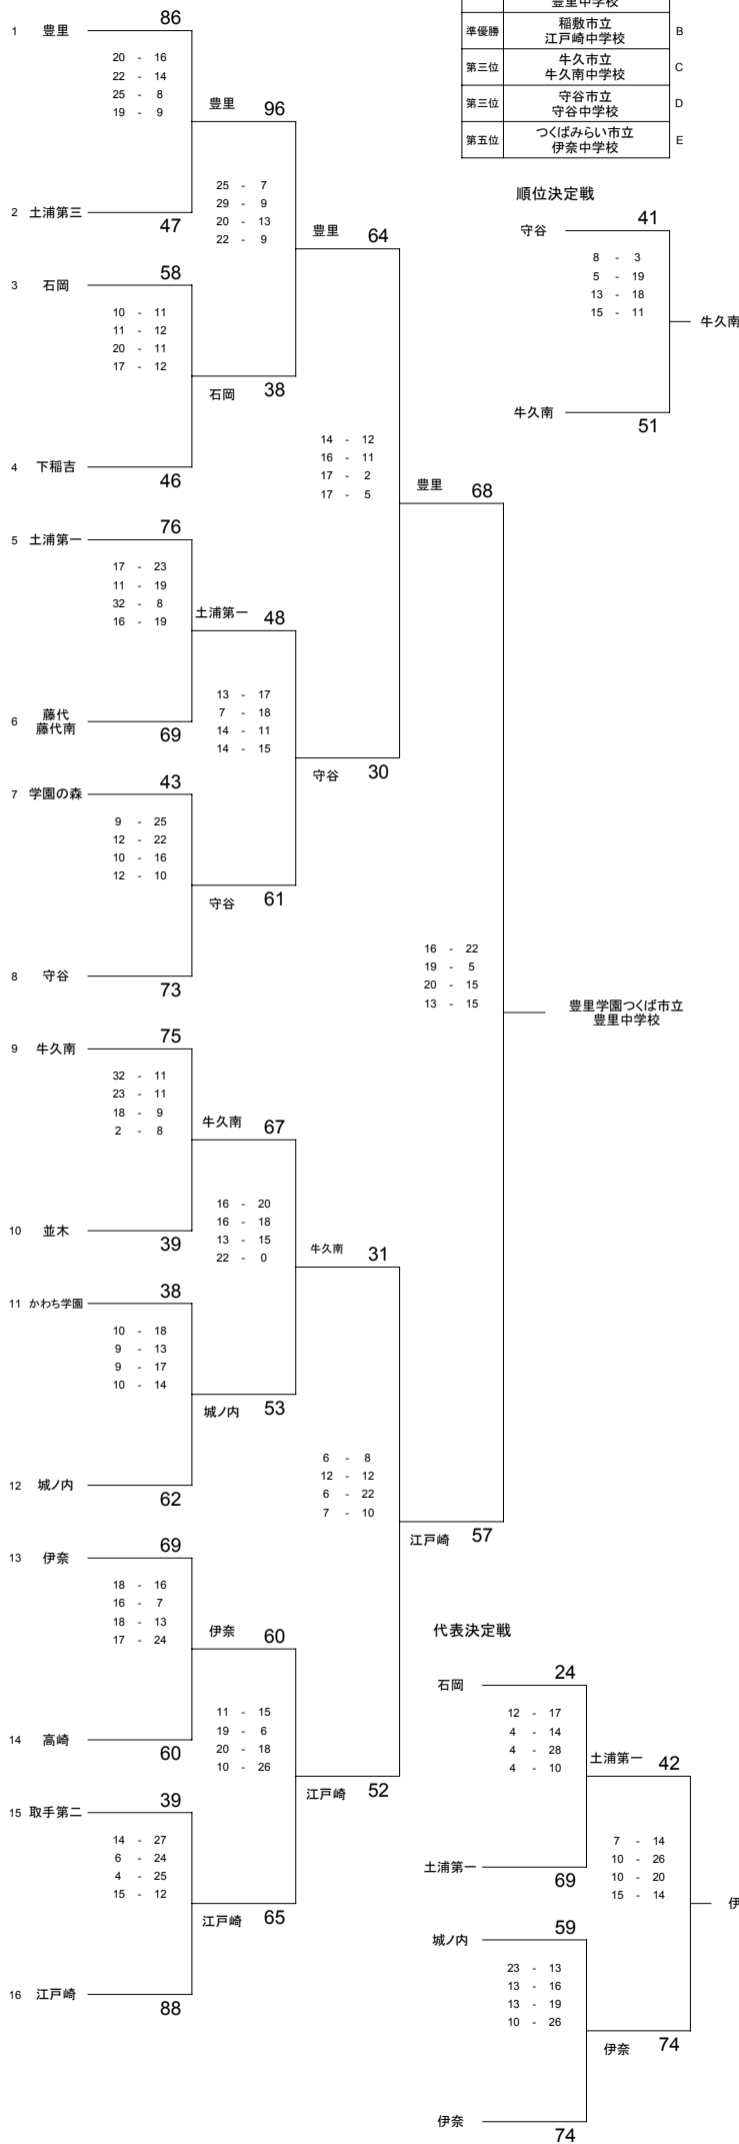 豊里中学校
準優勝 稲敷市立 江戸崎中学校 B
第三位 牛久市立 牛久南中学校 C
第三位 守谷市立 守谷中学校 D
第五位 つくばみらい市立 伊奈中学校 E
1 豊里 86
20 - 16
22 - 14
25 - 8
19 - 9
2 土浦第三 47
豊里 96
25 - 7
29 - 9
20 - 13
22 - 9
3 石岡 58
10 - 11
11 - 12
20 - 11
17 - 12
4 下稲吉 46
石岡 38
豊里 64
14 - 12
16 - 11
17 - 2
17 - 5
5 土浦第一 76
17 - 23
11 - 19
32 - 8
16 - 19
6 藤代
藤代南 69
土浦第一 48
13 - 17
7 - 18
14 - 11
14 - 15
7 学園の森 43
9 - 25
12 - 22
10 - 16
12 - 10
8 守谷 73
守谷 61
守谷 30
豊里 68
16 - 22
19 - 5
20 - 15
13 - 15
豊里学園つくば市立
豊里中学校
9 牛久南 75
32 - 11
23 - 11
18 - 9
2 - 8
10 並木 39
牛久南 67
16 - 20
16 - 18
13 - 15
22 - 0
11 かわち学園 38
10 - 18
9 - 13
9 - 17
10 - 14
12 城ノ内 62
城ノ内 53
牛久南 31
6 - 8
12 - 12
6 - 22
7 - 10
13 伊奈 69
18 - 16
16 - 7
18 - 13
17 - 24
14 高崎 60
伊奈 60
11 - 15
19 - 6
20 - 18
10 - 26
15 取手第二 39
14 - 27
6 - 24
4 - 25
15 - 12
16 江戸崎 88
江戸崎 65
江戸崎 52
江戸崎 57
順位決定戦
守谷 41
8 - 3
5 - 19
13 - 18
15 - 11
牛久南
牛久南 51
代表決定戦
石岡 24
12 - 17
4 - 14
4 - 28
4 - 10
土浦第一 69
土浦第一 42
7 - 14
10 - 26
10 - 20
15 - 14
伊
城ノ内 59
23 - 13
13 - 16
13 - 19
10 - 26
伊奈 74
伊奈 74